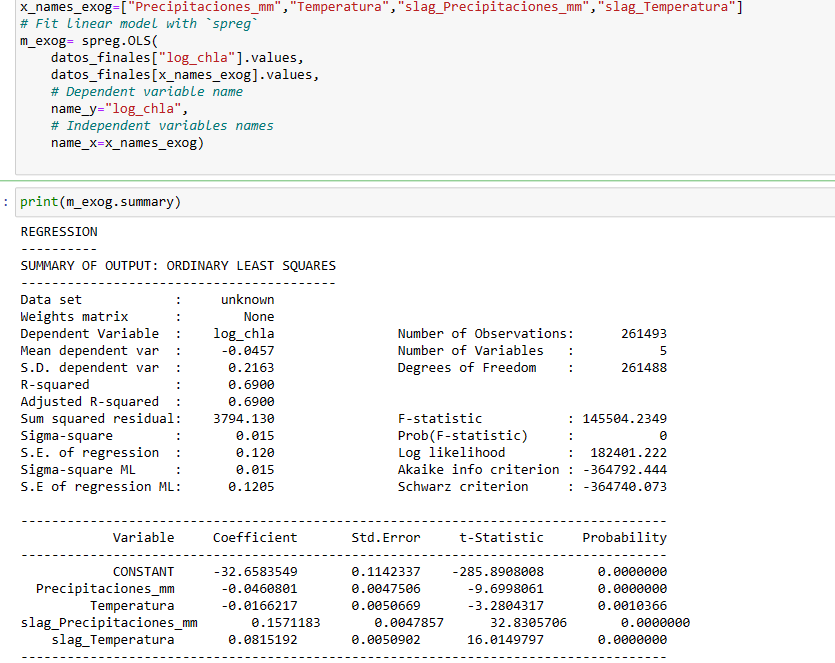 x_names_exog=["Precipitaciones_mm","Temperatura","slag_Precipitaciones_mm","slag_Temperatura"]
# Fit linear model with `spreg`
m_exog= spreg.OLS(
    datos_finales["log_chla"].values,
    datos_finales[x_names_exog].values,
    # Dependent variable name
    name_y="log_chla",
    # Independent variables names
    name_x=x_names_exog)
: print(m_exog.summary)
REGRESSION
----------
SUMMARY OF OUTPUT: ORDINARY LEAST SQUARES
-----------------------------------------
Data set            :     unknown
Weights matrix      :        None
Dependent Variable  :    log_chla                Number of Observations:      261493
Mean dependent var  :     -0.0457                Number of Variables   :           5
S.D. dependent var  :      0.2163                Degrees of Freedom    :      261488
R-squared           :      0.6900
Adjusted R-squared  :      0.6900
Sum squared residual:    3794.130                F-statistic           : 145504.2349
Sigma-square        :       0.015                Prob(F-statistic)     :           0
S.E. of regression  :       0.120                Log likelihood        :  182401.222
Sigma-square ML     :       0.015                Akaike info criterion : -364792.444
S.E of regression ML:      0.1205                Schwarz criterion     : -364740.073
------------------------------------------------------------------------------------
            Variable     Coefficient       Std.Error     t-Statistic     Probability
------------------------------------------------------------------------------------
            CONSTANT     -32.6583549       0.1142337    -285.8908008       0.0000000
  Precipitaciones_mm      -0.0460801       0.0047506      -9.6998061       0.0000000
         Temperatura      -0.0166217       0.0050669      -3.2804317       0.0010366
slag_Precipitaciones_mm       0.1571183       0.0047857      32.8305706       0.0000000
    slag_Temperatura       0.0815192       0.0050902      16.0149797       0.0000000
------------------------------------------------------------------------------------